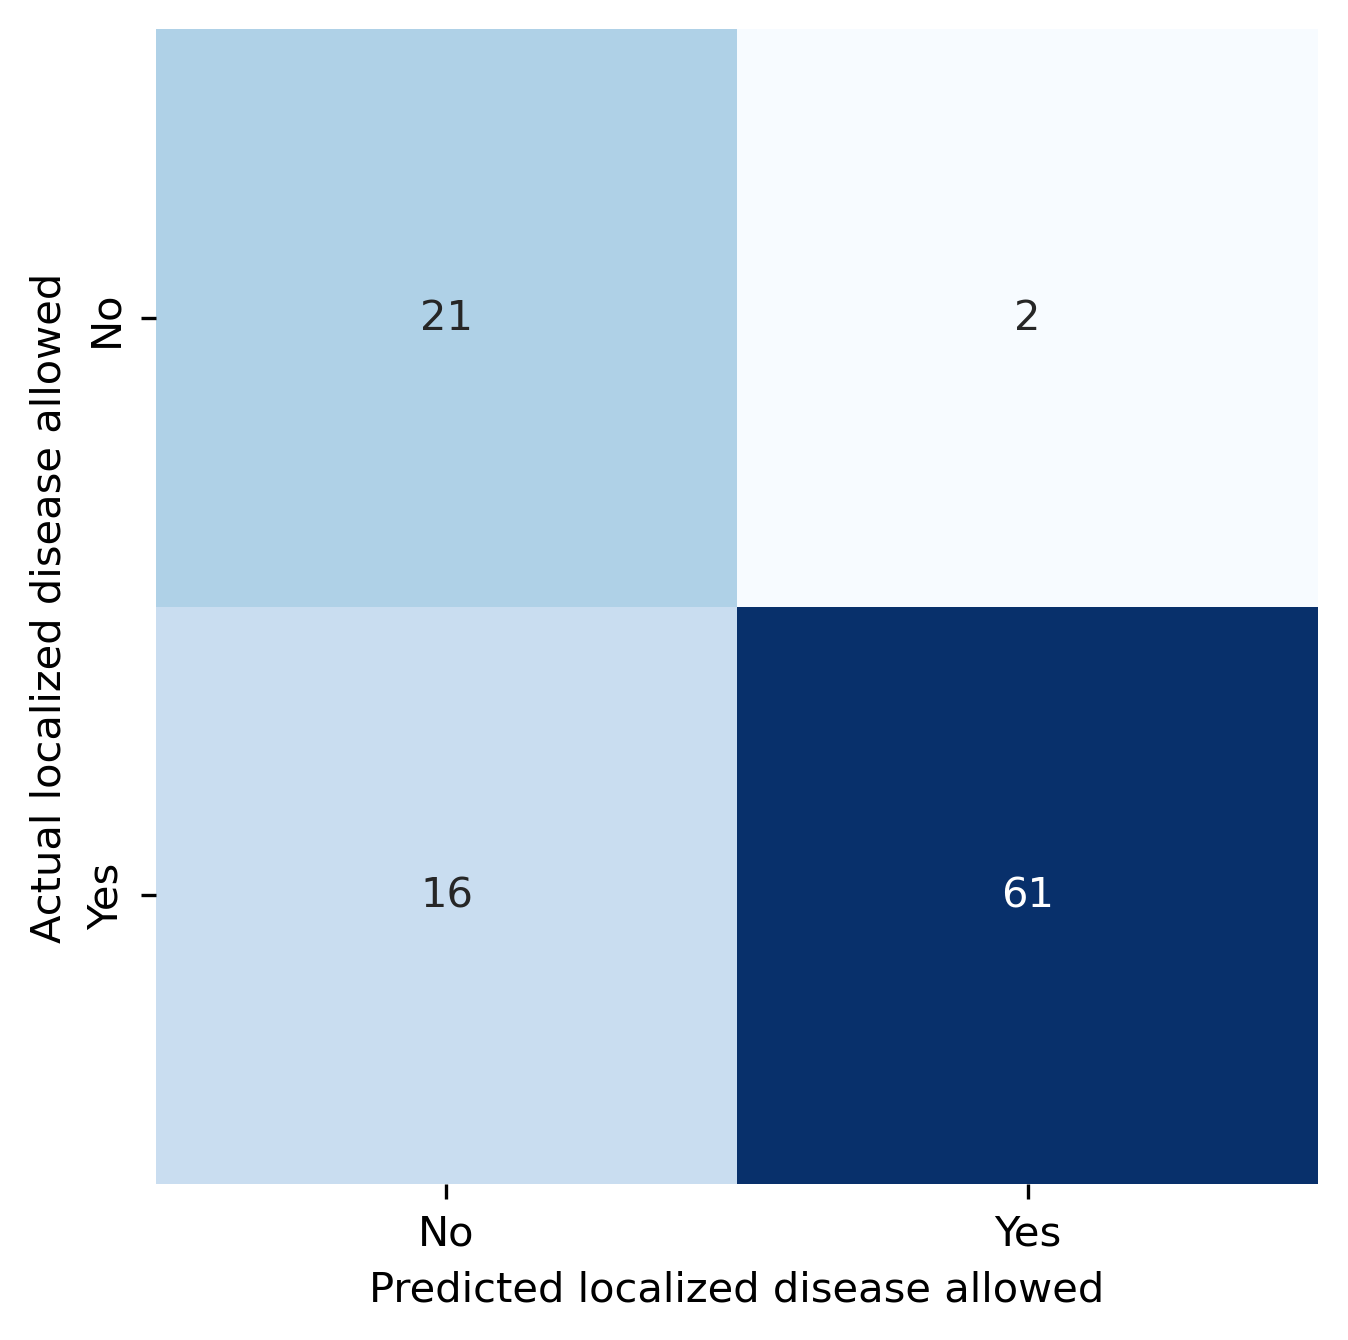 Actual localized disease allowed
No
21
2
Yes
16
61
No
Yes
Predicted localized disease allowed